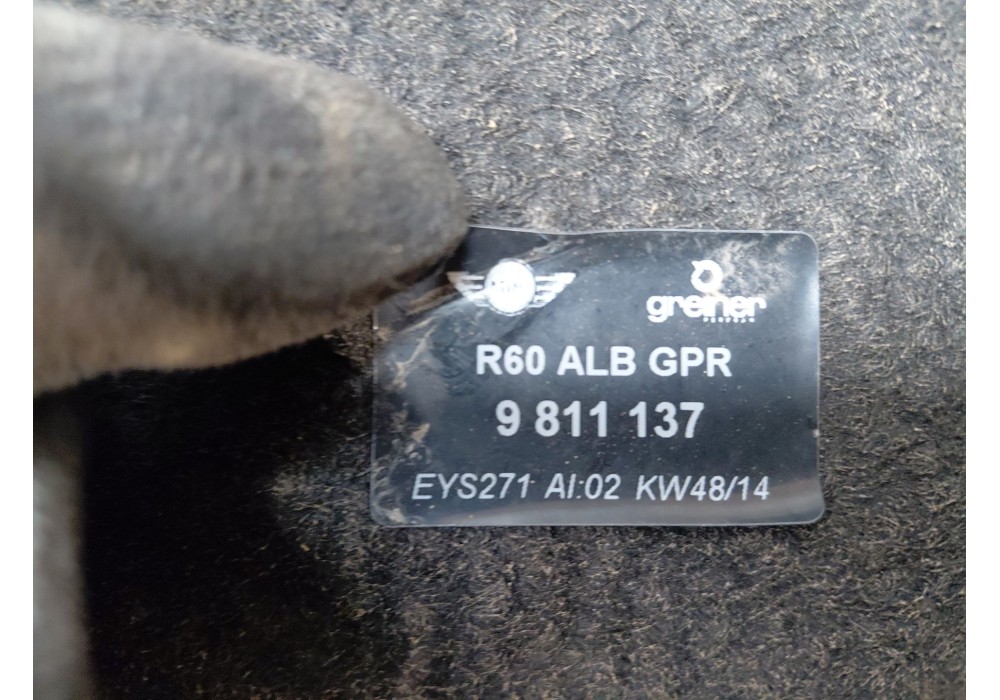 greiner
R60 ALB GPR
9 811 137
EYS271 AI:02 KW48/14